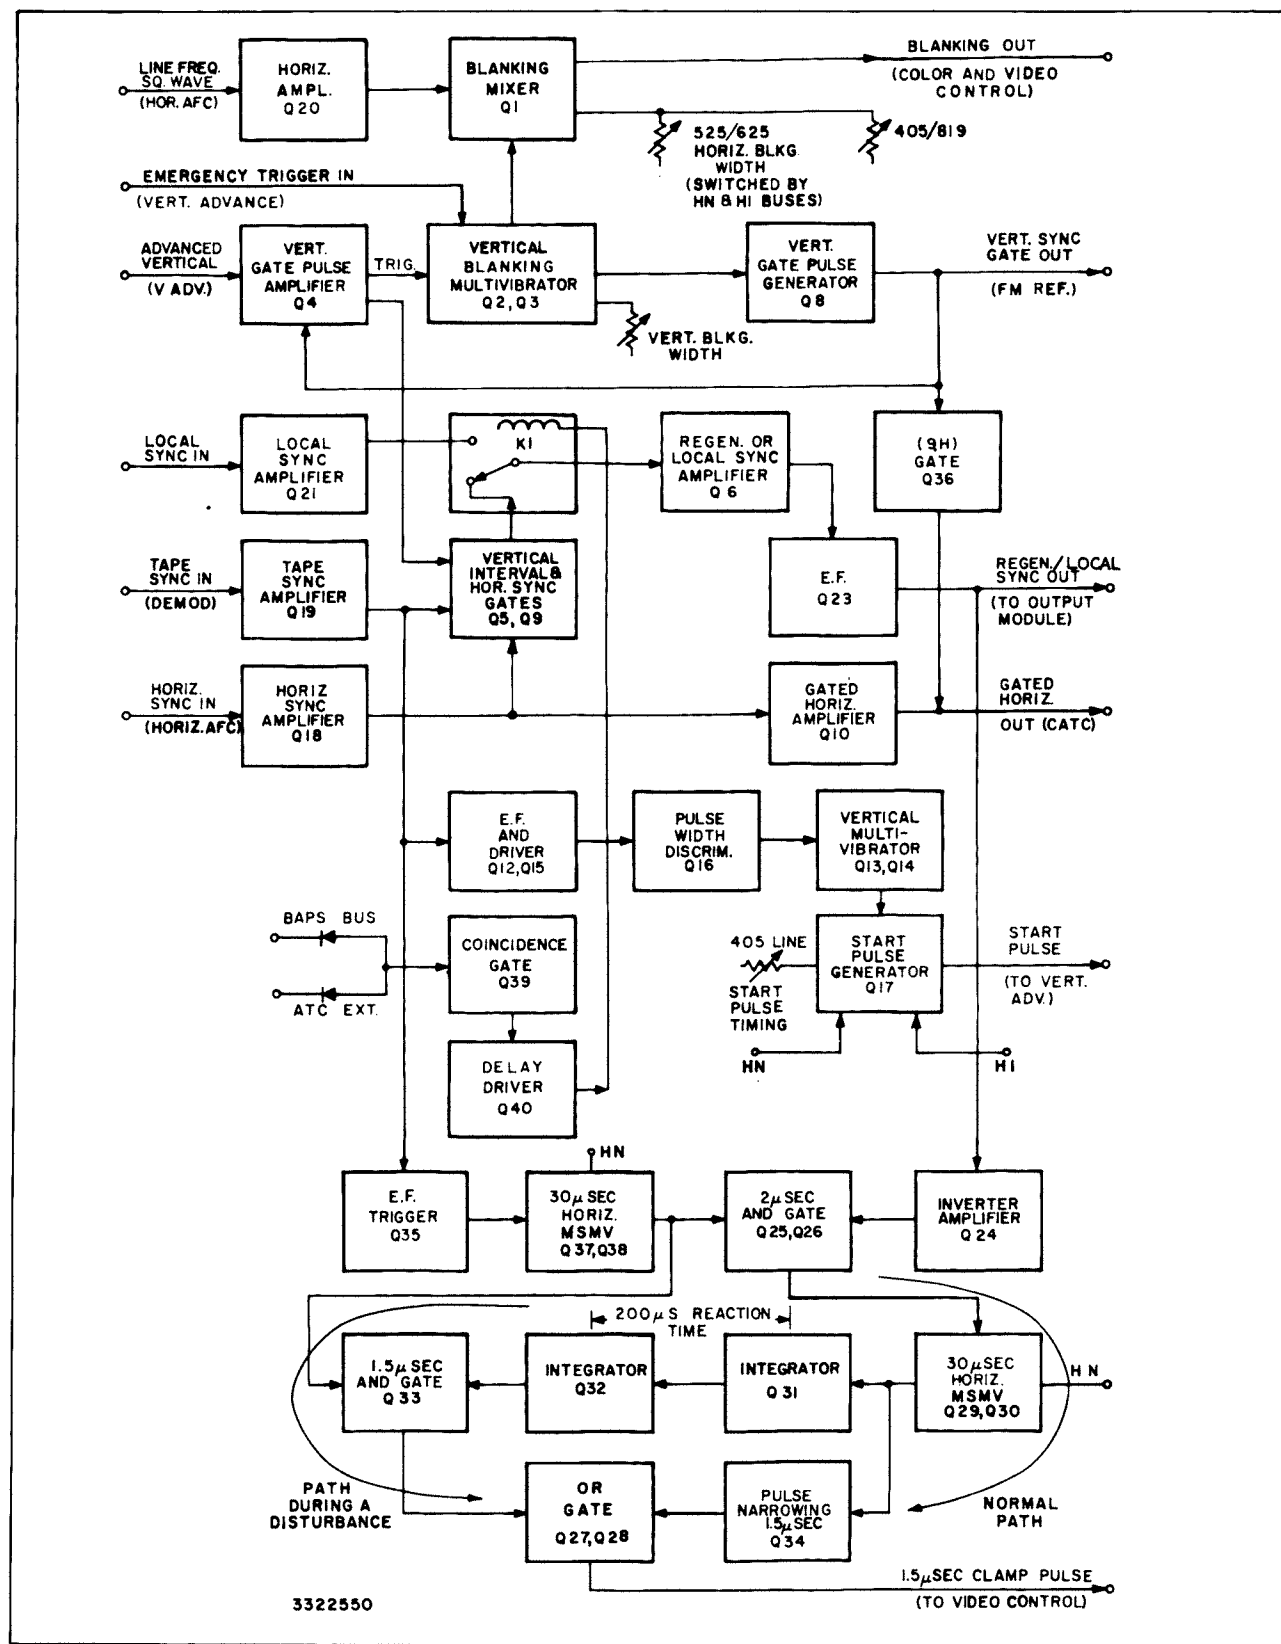 LINE FREQ.
SQ. WAVE
(HOR. AFC)
HORIZ.
AMPL.
Q20
BLANKING
MIXER
Q1
BLANKING OUT
(COLOR AND VIDEO
CONTROL)
525/625
HORIZ. BLKG.
WIDTH
(SWITCHED BY
HN & HI BUSES)
405/819
EMERGENCY TRIGGER IN
(VERT. ADVANCE)
ADVANCED
VERTICAL
(V ADV.)
VERT.
GATE PULSE
AMPLIFIER
Q4
TRIG.
VERTICAL
BLANKING
MULTIVIBRATOR
Q2, Q3
VERT.
GATE PULSE
GENERATOR
Q8
VERT. SYNC
GATE OUT
(FM REF.)
VERT. BLKG.
WIDTH
LOCAL
SYNC IN
LOCAL
SYNC
AMPLIFIER
Q21
K1
REGEN. OR
LOCAL SYNC
AMPLIFIER
Q6
(9H)
GATE
Q36
TAPE
SYNC IN
(DEMOD)
TAPE
SYNC
AMPLIFIER
Q19
VERTICAL
INTERVAL &
HOR. SYNC
GATES
Q5, Q9
E.F.
Q23
REGEN./LOCAL
SYNC OUT
(TO OUTPUT
MODULE)
HORIZ.
SYNC IN
(HORIZ. AFC)
HORIZ
SYNC
AMPLIFIER
Q18
GATED
HORIZ.
AMPLIFIER
Q10
GATED
HORIZ.
OUT (CATC)
E.F.
AND
DRIVER
Q12,Q15
PULSE
WIDTH
DISCRIM.
Q16
VERTICAL
MULTI-
VIBRATOR
Q13,Q14
BAPS BUS
ATC EXT.
COINCIDENCE
GATE
Q39
405 LINE
START
PULSE
TIMING
START
PULSE
GENERATOR
Q17
START
PULSE
(TO VERT.
ADV.)
HN
HI
DELAY
DRIVER
Q40
HN
E.F.
TRIGGER
Q35
30μSEC
HORIZ.
MSMV
Q37,Q38
2μSEC
AND GATE
Q25,Q26
INVERTER
AMPLIFIER
Q24
200μS REACTION
TIME
1.5μSEC
AND GATE
Q33
INTEGRATOR
Q32
INTEGRATOR
Q31
30μSEC
HORIZ.
MSMV
Q29,Q30
HN
PATH
DURING A
DISTURBANCE
OR
GATE
Q27,Q28
PULSE
NARROWING
1.5μSEC
Q34
NORMAL
PATH
1.5μSEC CLAMP PULSE
(TO VIDEO CONTROL)
3322550